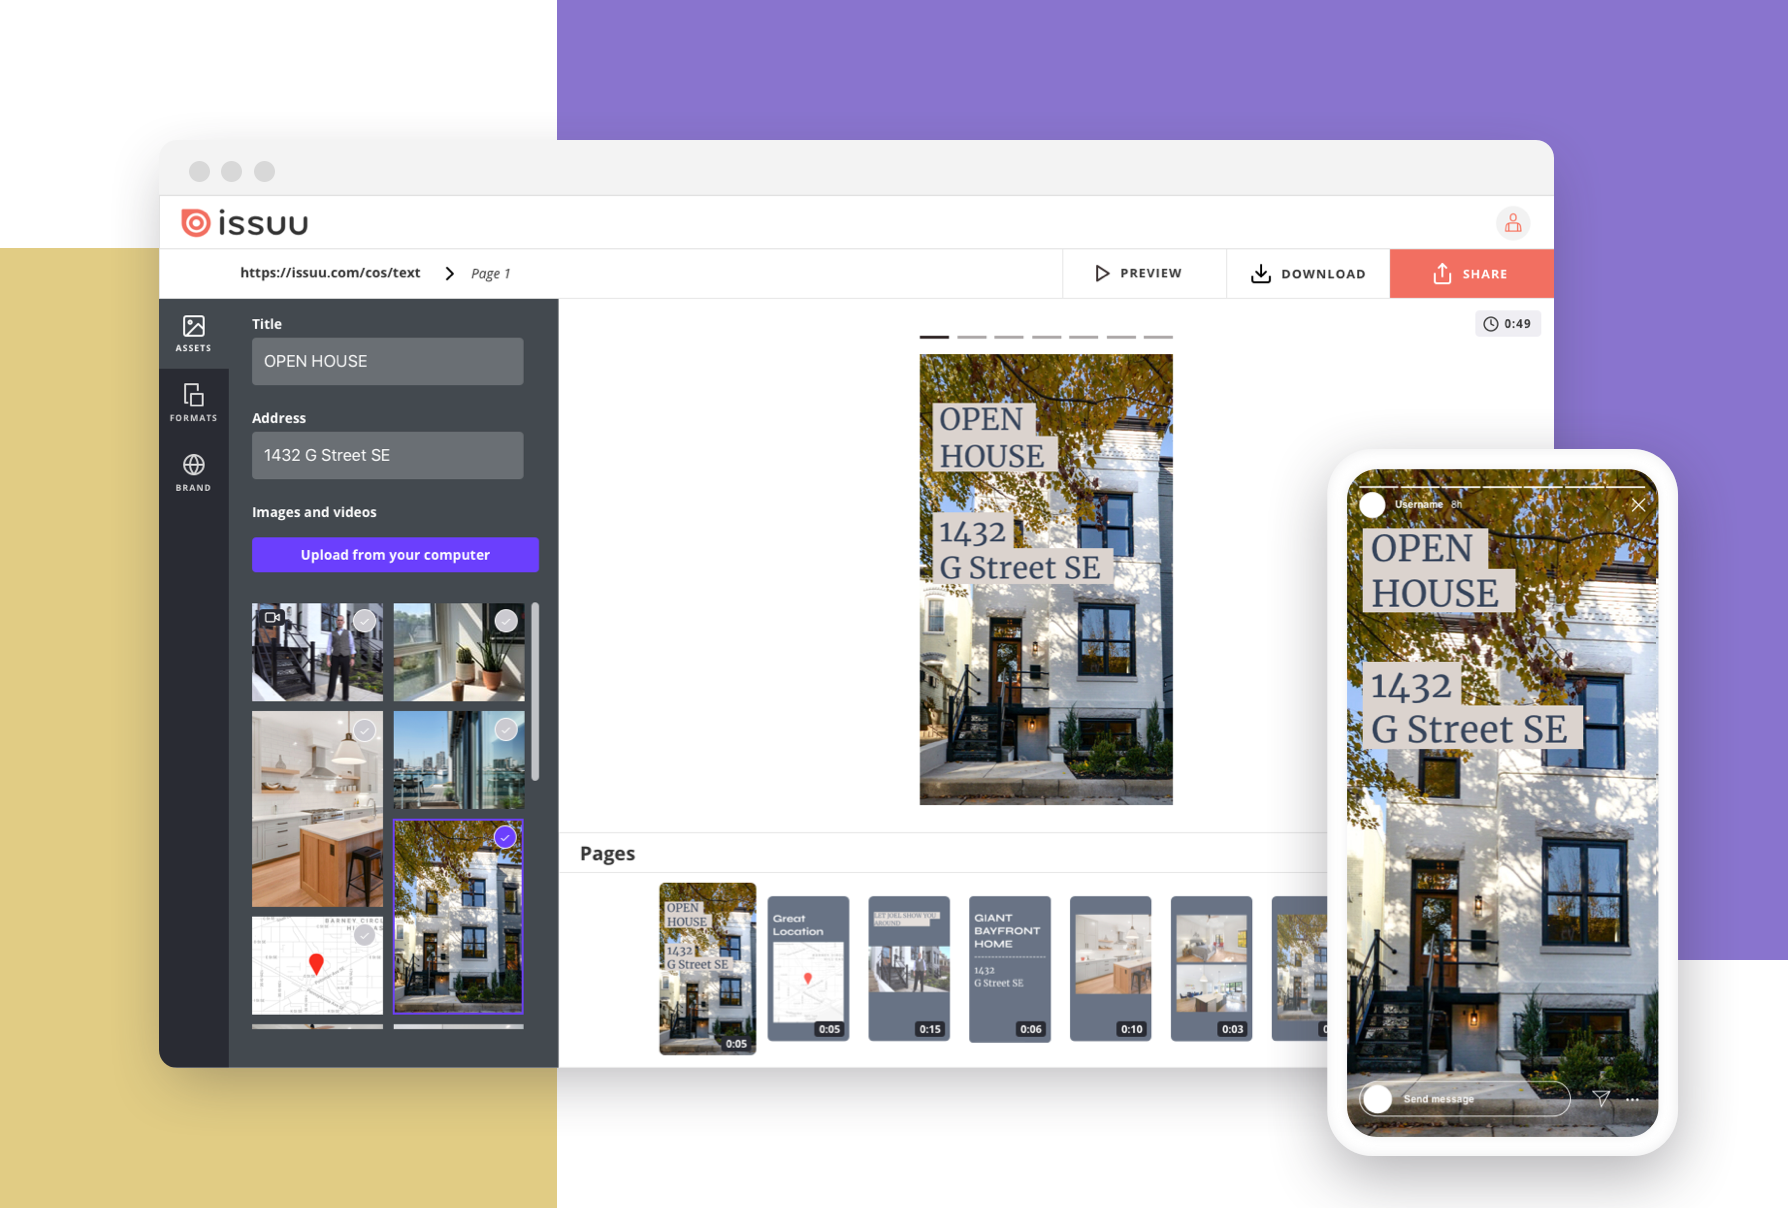 issuu
https://issuu.com/cos/text
Page 1
PREVIEW
DOWNLOAD
SHARE
ASSETS
FORMATS
BRAND
Title
OPEN HOUSE
Address
1432 G Street SE
Images and videos
Upload from your computer
BARNEY CIRCL
0:49
OPEN
HOUSE
1432
G Street SE
Pages
OPEN
HOUSE
1432
G Street SE
0:05
Great
Location
0:05
LET JOEL SHOW YOU
AROUND
0:15
GIANT
BAYFRONT
HOME
1432
G Street SE
0:06
0:10
0:03
Username 8h
OPEN
HOUSE
1432
G Street SE
Send message